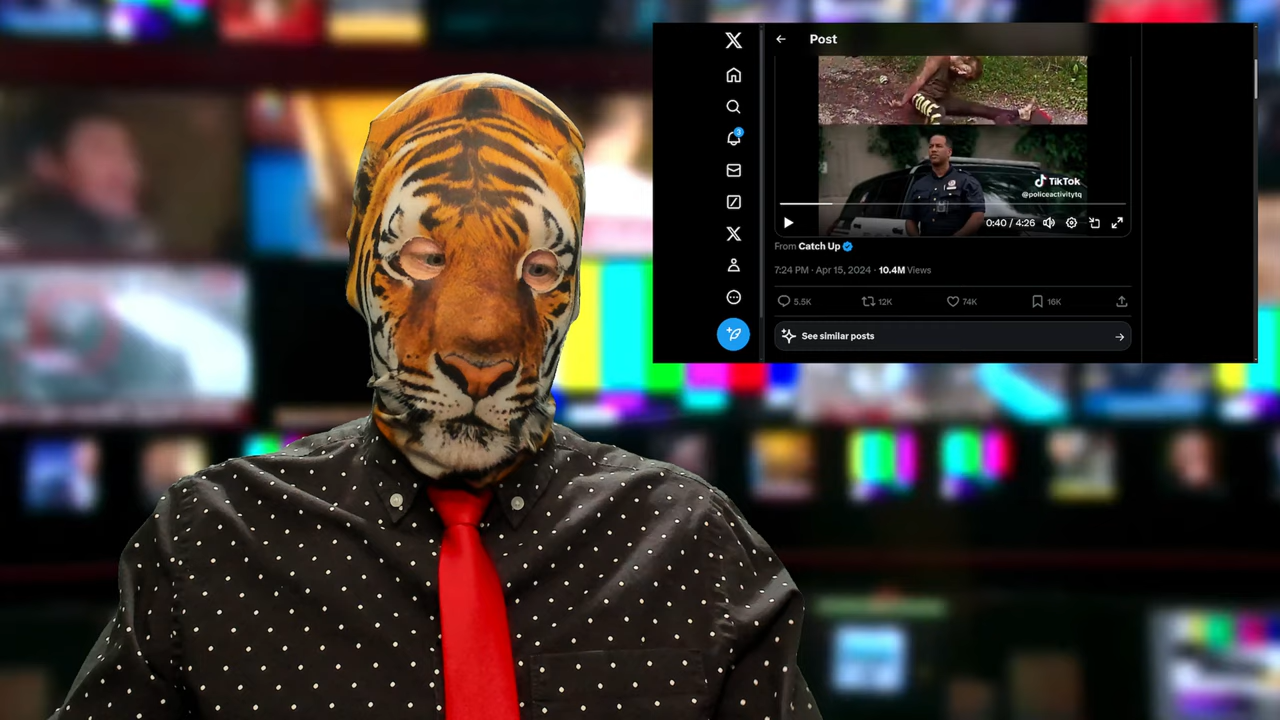 Post
3
TikTok
@policeactivitytq
0:40 / 4:26
From Catch Up
7:24 PM · Apr 15, 2024 · 10.4M Views
5.5K 12K 74K 16K
See similar posts